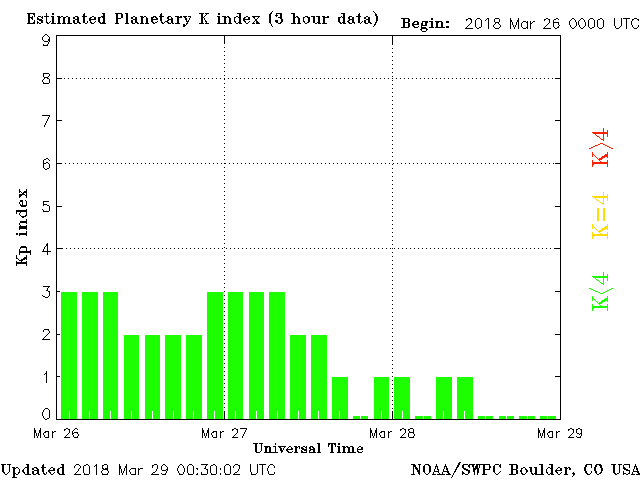 Estimated Planetary K index (3 hour data) Begin: 2018 Mar 26 0000 UTC
9
8
7
6
5
4
3
2
1
0
Kp index
K>4
K=4
K<4
Mar 26 Mar 27 Mar 28 Mar 29
Universal Time
Updated 2018 Mar 29 00:30:02 UTC NOAA/SWPC Boulder, CO USA